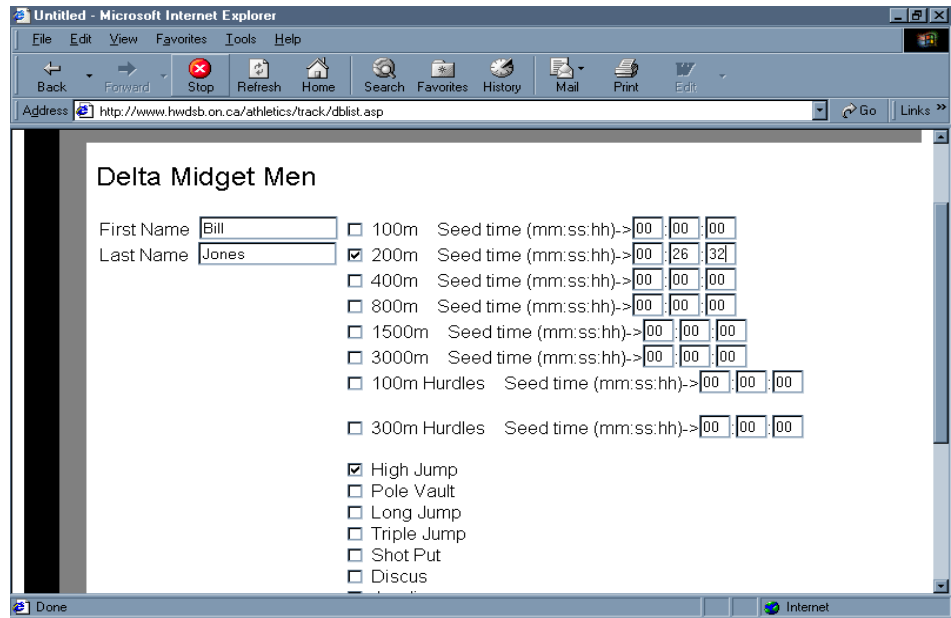 Untitled - Microsoft Internet Explorer
File Edit View Favorites Tools Help
Back Forward Stop Refresh Home Search Favorites History Mail Print Edit
Address http://www.hwdsb.on.ca/athletics/track/dblist.asp Go Links »
Delta Midget Men
First Name Bill 100m Seed time (mm:ss:hh)-> 00 : 00 : 00
Last Name Jones 200m Seed time (mm:ss:hh)-> 00 : 26 : 32
400m Seed time (mm:ss:hh)-> 00 : 00 : 00
800m Seed time (mm:ss:hh)-> 00 : 00 : 00
1500m Seed time (mm:ss:hh)-> 00 : 00 : 00
3000m Seed time (mm:ss:hh)-> 00 : 00 : 00
100m Hurdles Seed time (mm:ss:hh)-> 00 : 00 : 00
300m Hurdles Seed time (mm:ss:hh)-> 00 : 00 : 00
High Jump
Pole Vault
Long Jump
Triple Jump
Shot Put
Discus
Done Internet